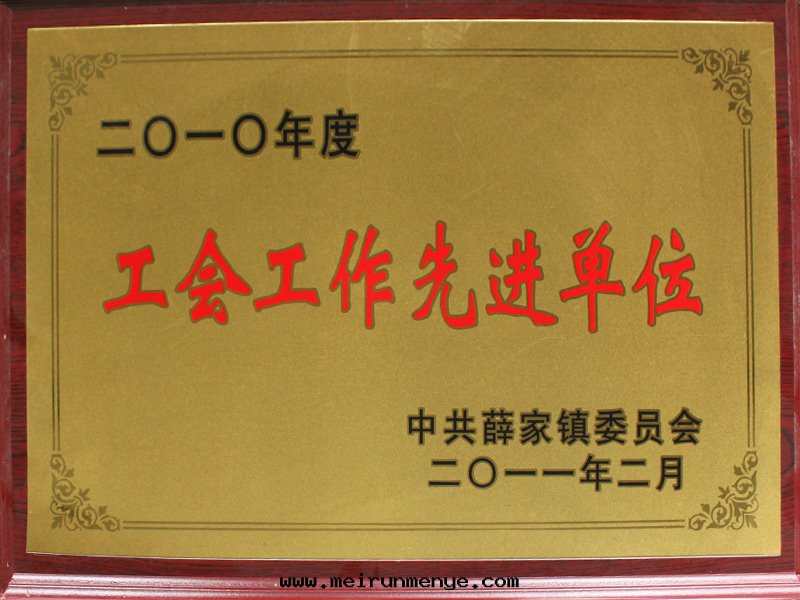 二〇一〇年度
工会工作先进单位
中共薛家镇委员会
二〇一一年二月
www.meirunmenye.com